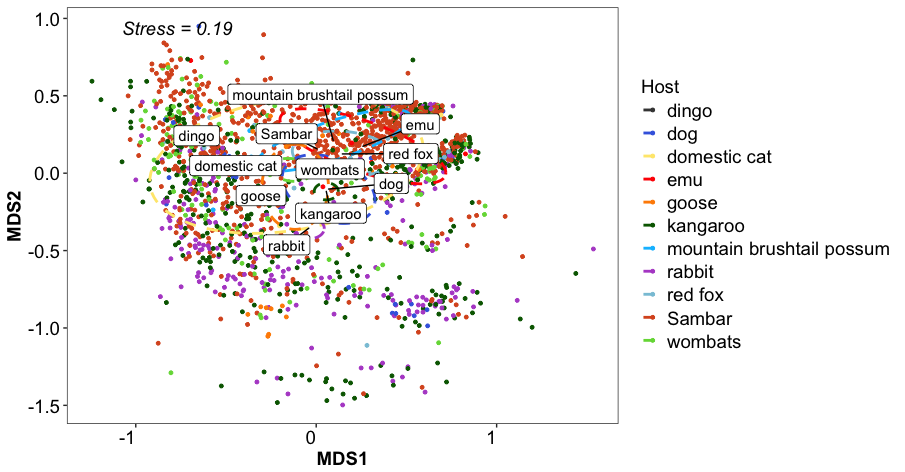 Stress = 0.19
1.0
0.5
0.0
-0.5
-1.0
-1.5
MDS2
mountain brushtail possum
emu
dingo
Sambar
red fox
domestic cat
wombats
dog
goose
kangaroo
rabbit
-1
0
1
MDS1
Host
dingo
dog
domestic cat
emu
goose
kangaroo
mountain brushtail possum
rabbit
red fox
Sambar
wombats